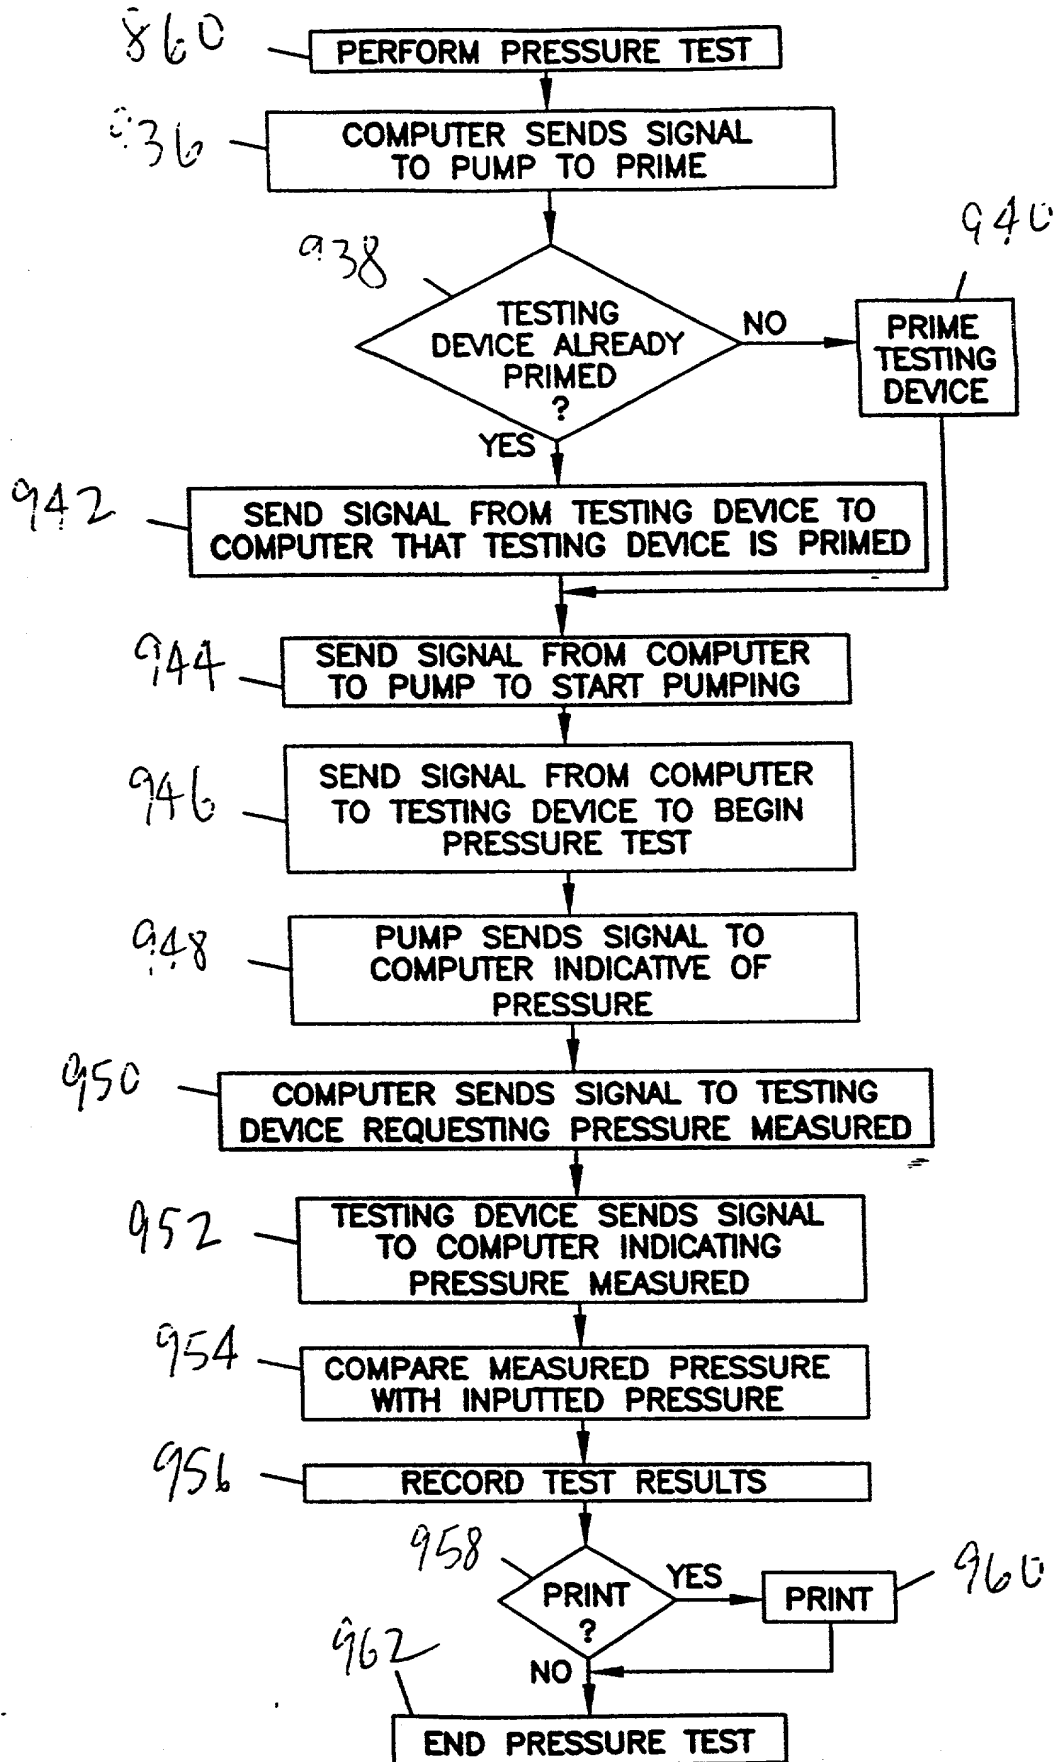 860
PERFORM PRESSURE TEST
936
COMPUTER SENDS SIGNAL
TO PUMP TO PRIME
938
940
TESTING
DEVICE ALREADY
PRIMED
?
NO
PRIME
TESTING
DEVICE
YES
942
SEND SIGNAL FROM TESTING DEVICE TO
COMPUTER THAT TESTING DEVICE IS PRIMED
944
SEND SIGNAL FROM COMPUTER
TO PUMP TO START PUMPING
946
SEND SIGNAL FROM COMPUTER
TO TESTING DEVICE TO BEGIN
PRESSURE TEST
948
PUMP SENDS SIGNAL TO
COMPUTER INDICATIVE OF
PRESSURE
950
COMPUTER SENDS SIGNAL TO TESTING
DEVICE REQUESTING PRESSURE MEASURED
952
TESTING DEVICE SENDS SIGNAL
TO COMPUTER INDICATING
PRESSURE MEASURED
954
COMPARE MEASURED PRESSURE
WITH INPUTTED PRESSURE
956
RECORD TEST RESULTS
958
PRINT
?
YES
PRINT
960
962
NO
END PRESSURE TEST